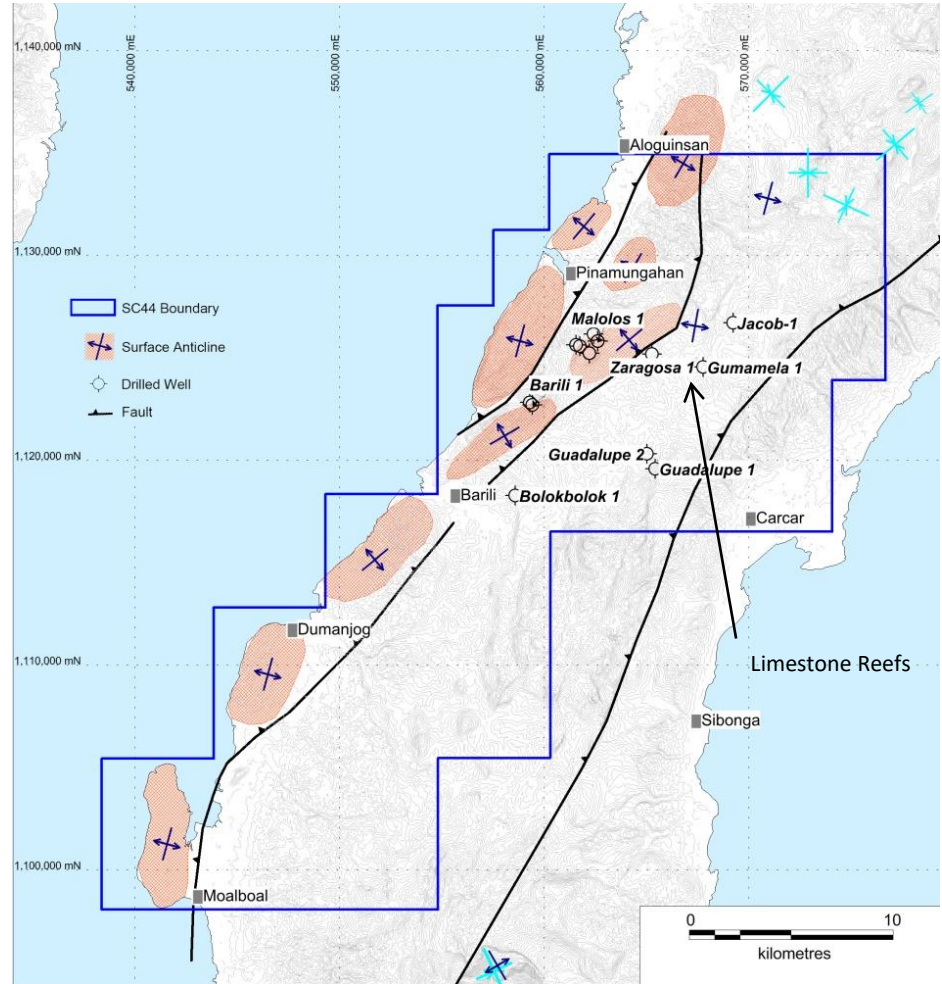 540,000 mE
550,000 mE
560,000 mE
570,000 mE
1,140,000 mN
Aloguinsan
1,130,000 mN
Pinamungahan
SC44 Boundary
Surface Anticline
Drilled Well
Fault
Malolos 1
Jacob-1
Zaragosa 1
Gumamela 1
Barili 1
1,120,000 mN
Guadalupe 2
Guadalupe 1
Barili
Bolokbolok 1
Carcar
Dumanjog
1,110,000 mN
Limestone Reefs
Sibonga
1,100,000 mN
Moalboal
0 10
kilometres